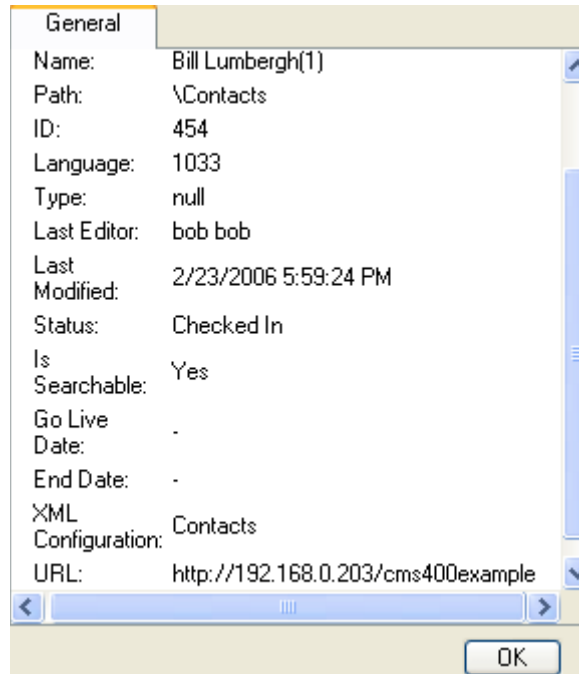 General
Name: Bill Lumbergh(1)
Path: \Contacts
ID: 454
Language: 1033
Type: null
Last Editor: bob bob
Last
Modified: 2/23/2006 5:59:24 PM
Status: Checked In
Is
Searchable: Yes
Go Live
Date: -
End Date: -
XML
Configuration: Contacts
URL: http://192.168.0.203/cms400example
OK